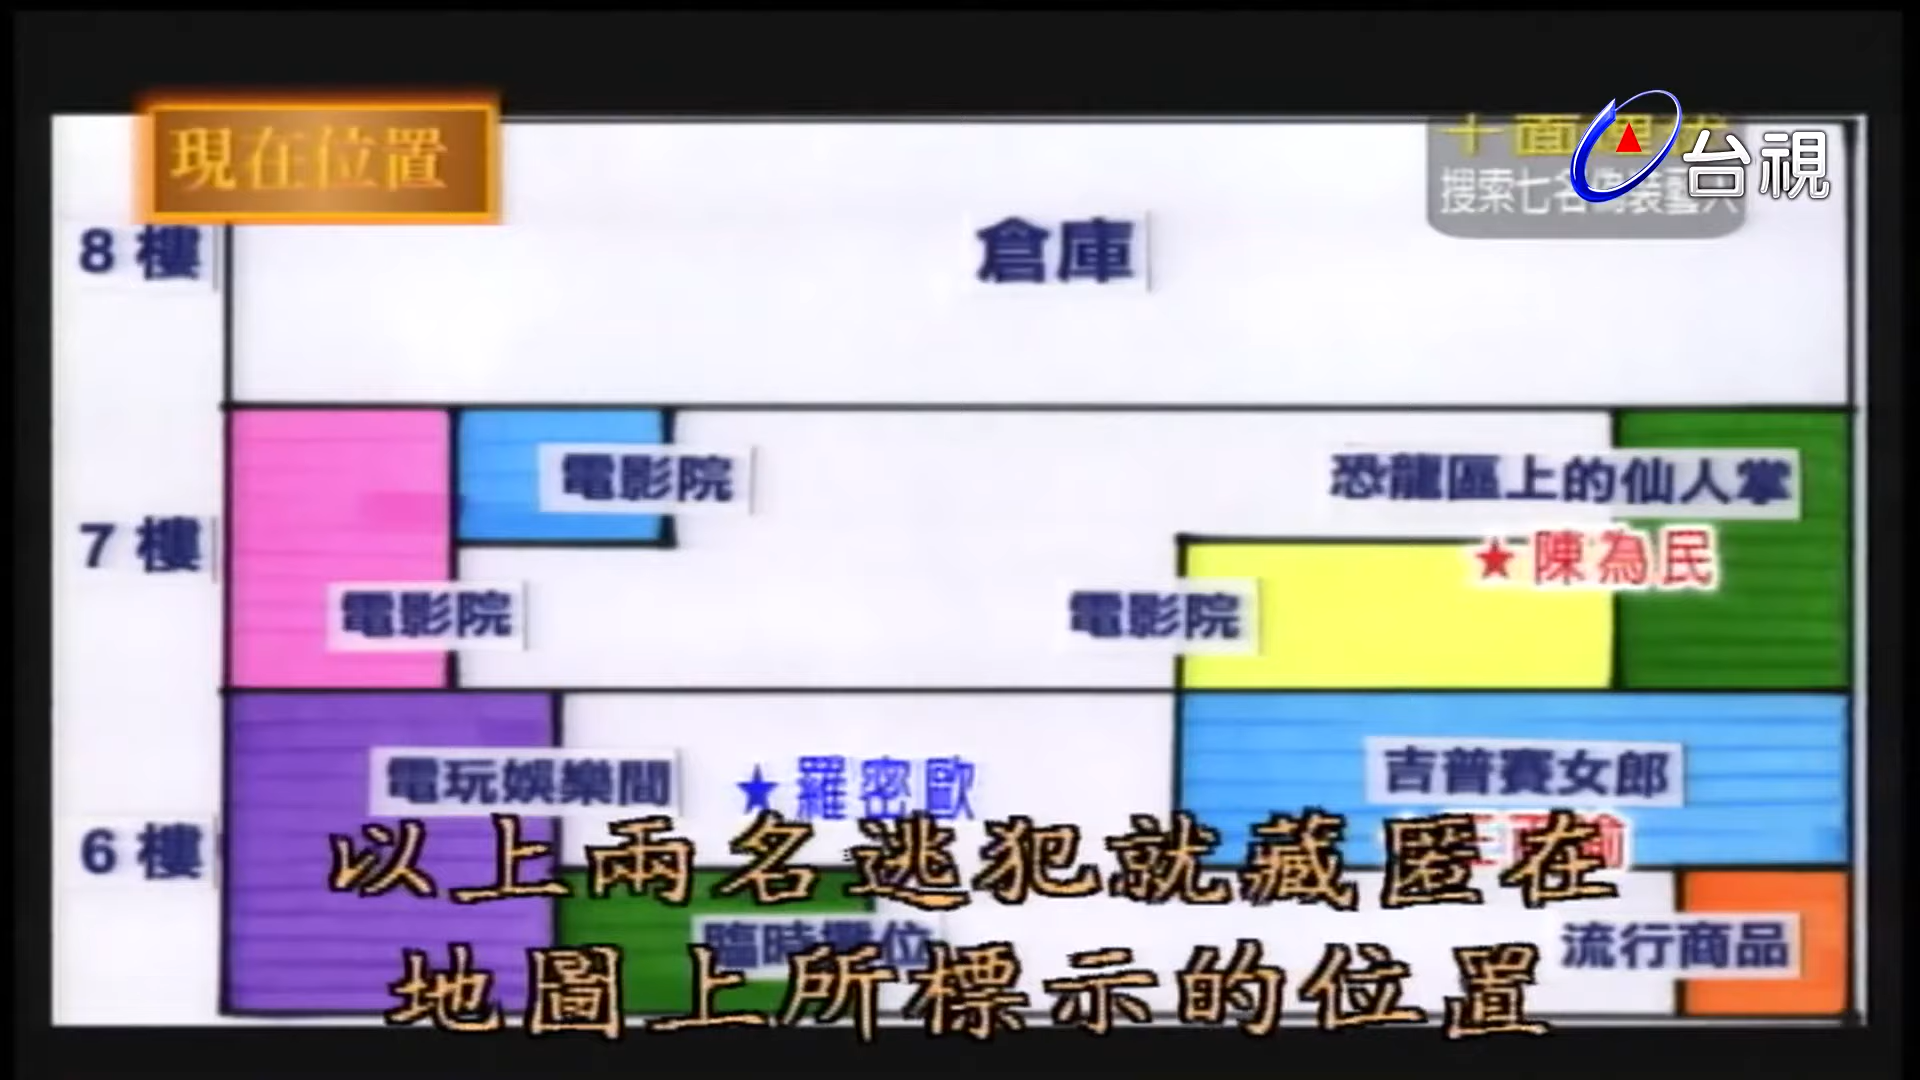 現在位置
十面埋伏
搜索七名偽裝藝人
台視
8樓
倉庫
電影院
恐龍區上的仙人掌
7樓
★陳為民
電影院
電影院
電玩娛樂間
★羅密歐
吉普賽女郎
6樓
臨時攤位
流行商品
以上兩名逃犯就藏匿在
地圖上所標示的位置